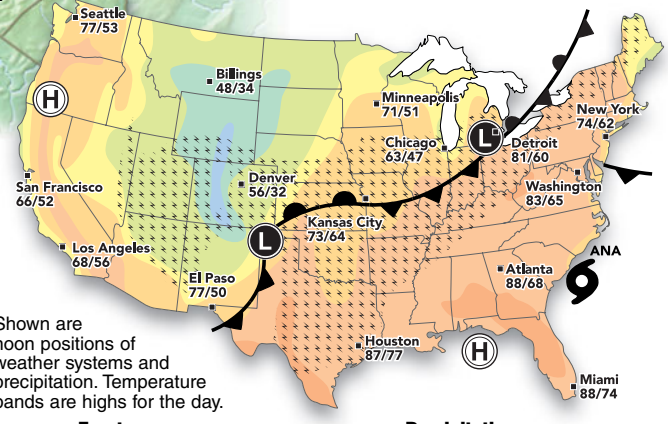 Seattle
77/53
Billings
48/34
H
Minneapolis
71/51
New York
74/62
Chicago
63/47
L
Detroit
81/60
San Francisco
66/52
Denver
56/32
Washington
83/65
Kansas City
73/64
L
Los Angeles
68/56
ANA
El Paso
77/50
Atlanta
88/68
Houston
87/77
H
Miami
88/74
Shown are
noon positions of
weather systems and
precipitation. Temperature
bands are highs for the day.